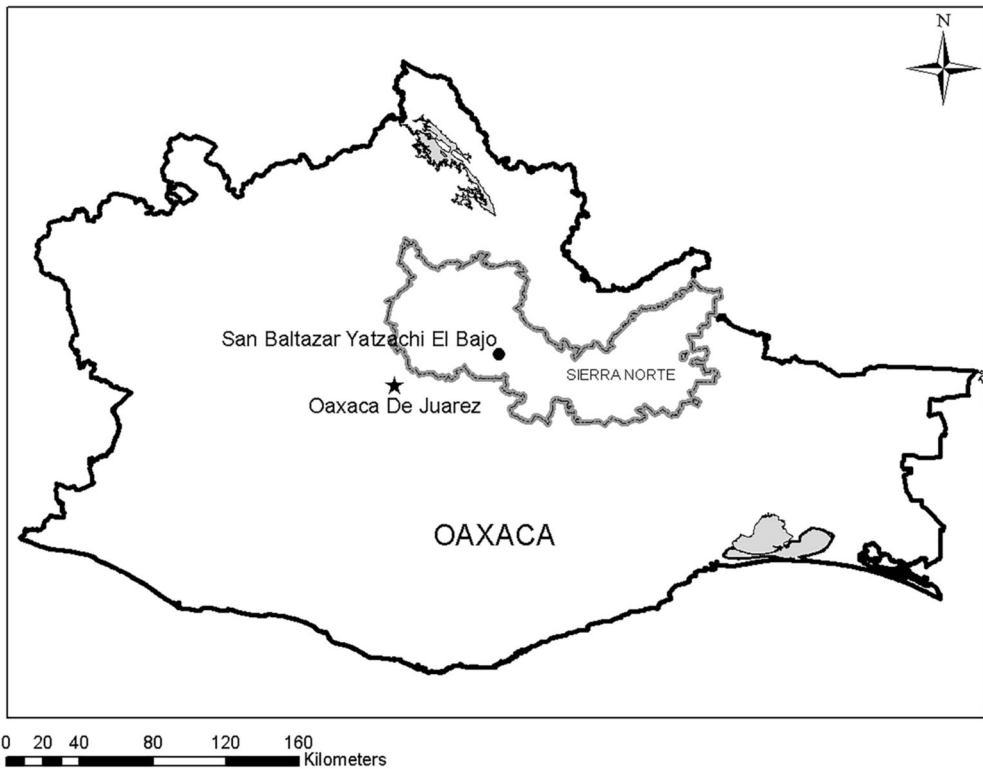 N
San Baltazar Yatzachi El Bajo
SIERRA NORTE
Oaxaca De Juarez
OAXACA
0 20 40 80 120 160
Kilometers